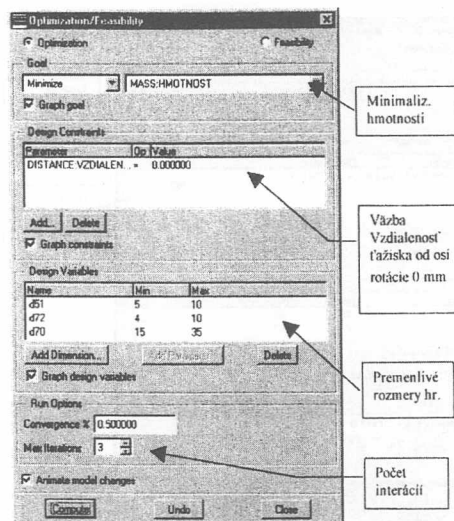 Optimization/Feasibility
Optimization
Feasibility
Goal
Minimize
MASS:HMOTNOST
Graph goal
Design Constraints
Parameter Op Value
DISTANCE:VZDIALEN... = 0.000000
Add... Delete
Graph constraints
Design Variables
Name Min Max
d51 5 10
d72 4 10
d70 15 35
Add Dimension... Delete
Graph design variables
Run Options
Convergence % 0.500000
Max Iterations 3
Animate model changes
Compute Undo Close
Minimaliz.
hmotnosti
Väzba
Vzdialenosť
ťažiska od osi
rotácie 0 mm
Premenlivé
rozmery hr.
Počet
interácií